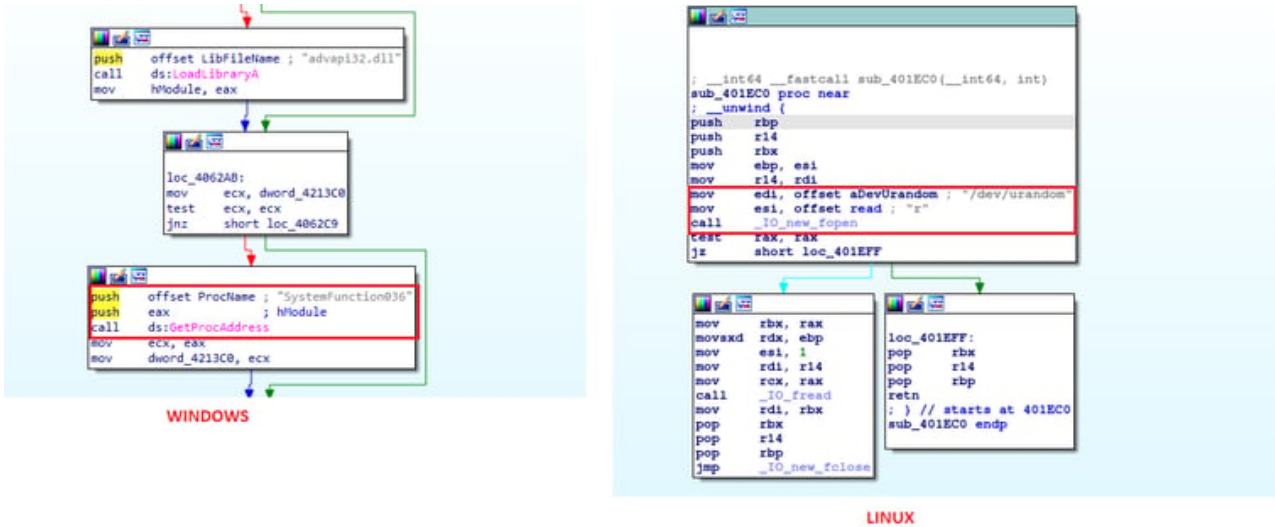 push offset LibFileName ; "advapi32.dll"
call ds:LoadLibraryA
mov hModule, eax
loc_4062AB:
mov ecx, dword_4213C0
test ecx, ecx
jnz short loc_4062C9
push offset ProcName ; "SystemFunction036"
push eax ; hModule
call ds:GetProcAddress
mov ecx, eax
mov dword_4213C0, ecx
WINDOWS
; __int64 __fastcall sub_401EC0(__int64, int)
sub_401EC0 proc near
; __unwind {
push rbp
push r14
push rbx
mov ebp, esi
mov r14, rdi
mov edi, offset aDevUrandom ; "/dev/urandom"
mov esi, offset read ; "r"
call _IO_new_fopen
test rax, rax
jz short loc_401EFF
mov rbx, rax
movsxd rdx, ebp
mov esi, 1
mov rdi, r14
mov rcx, rax
call _IO_fread
mov rdi, rbx
pop rbx
pop r14
pop rbp
jmp _IO_new_fclose
loc_401EFF:
pop rbx
pop r14
pop rbp
retn
; } // starts at 401EC0
sub_401EC0 endp
LINUX